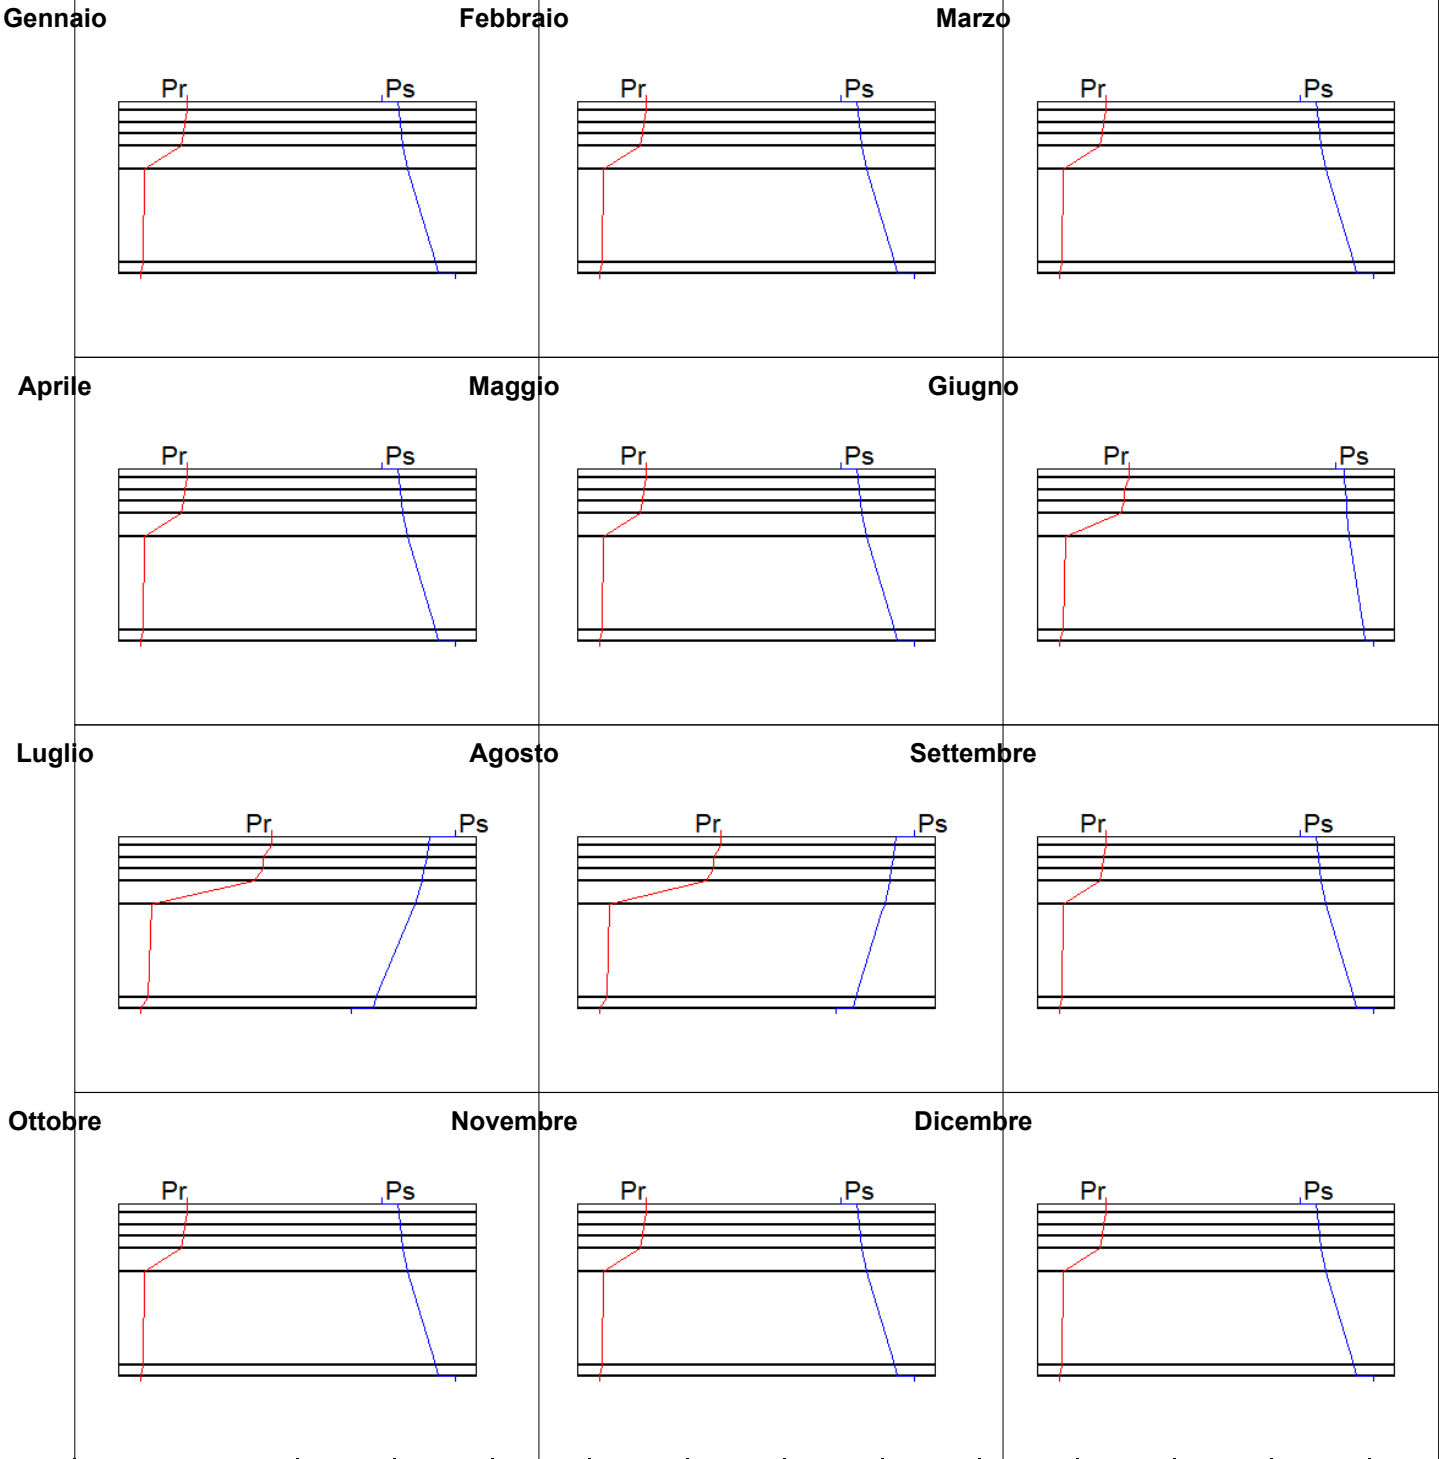 Gennaio Febbraio Marzo
Pr Ps Pr Ps Pr Ps
Aprile Maggio Giugno
Pr Ps Pr Ps Pr Ps
Luglio Agosto Settembre
Pr Ps Pr Ps Pr Ps
Ottobre Novembre Dicembre
Pr Ps Pr Ps Pr Ps